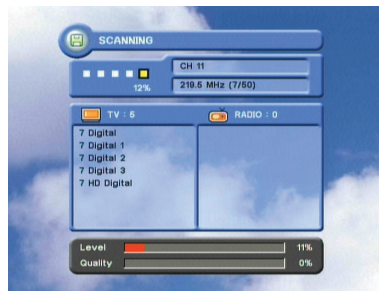 SCANNING
CH 11
219.5 MHz (7/50)
12%
TV : 5
RADIO : 0
7 Digital
7 Digital 1
7 Digital 2
7 Digital 3
7 HD Digital
Level 11%
Quality 0%